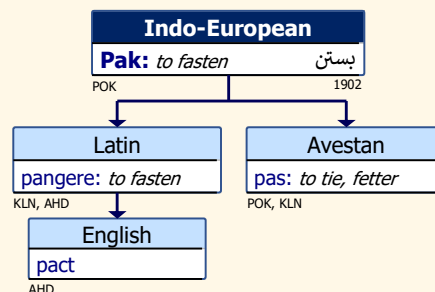 Indo-European
Pak: to fasten بستن
POK 1902
Latin
pangere: to fasten
KLN, AHD
Avestan
pas: to tie, fetter
POK, KLN
English
pact
AHD